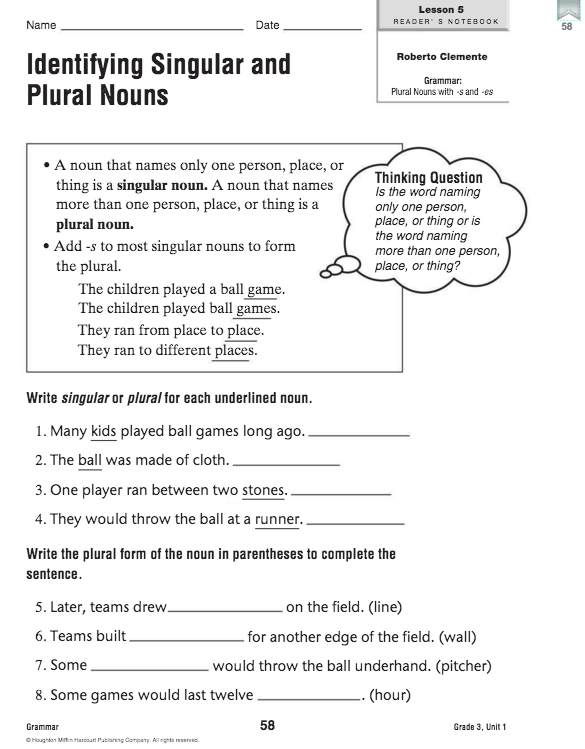 Name ____________ Date ____________
Lesson 5
READER'S NOTEBOOK
58
Identifying Singular and
Plural Nouns
Roberto Clemente
Grammar:
Plural Nouns with -s and -es
• A noun that names only one person, place, or
thing is a singular noun. A noun that names
more than one person, place, or thing is a
plural noun.
• Add -s to most singular nouns to form
the plural.
The children played a ball game.
The children played ball games.
They ran from place to place.
They ran to different places.
Thinking Question
Is the word naming
only one person,
place, or thing or is
the word naming
more than one person,
place, or thing?
Write singular or plural for each underlined noun.
1. Many kids played ball games long ago. ____________
2. The ball was made of cloth. ____________
3. One player ran between two stones. ____________
4. They would throw the ball at a runner. ____________
Write the plural form of the noun in parentheses to complete the
sentence.
5. Later, teams drew ____________ on the field. (line)
6. Teams built ____________ for another edge of the field. (wall)
7. Some ____________ would throw the ball underhand. (pitcher)
8. Some games would last twelve ____________. (hour)
Grammar 58 Grade 3, Unit 1
© Houghton Mifflin Harcourt Publishing Company. All rights reserved.